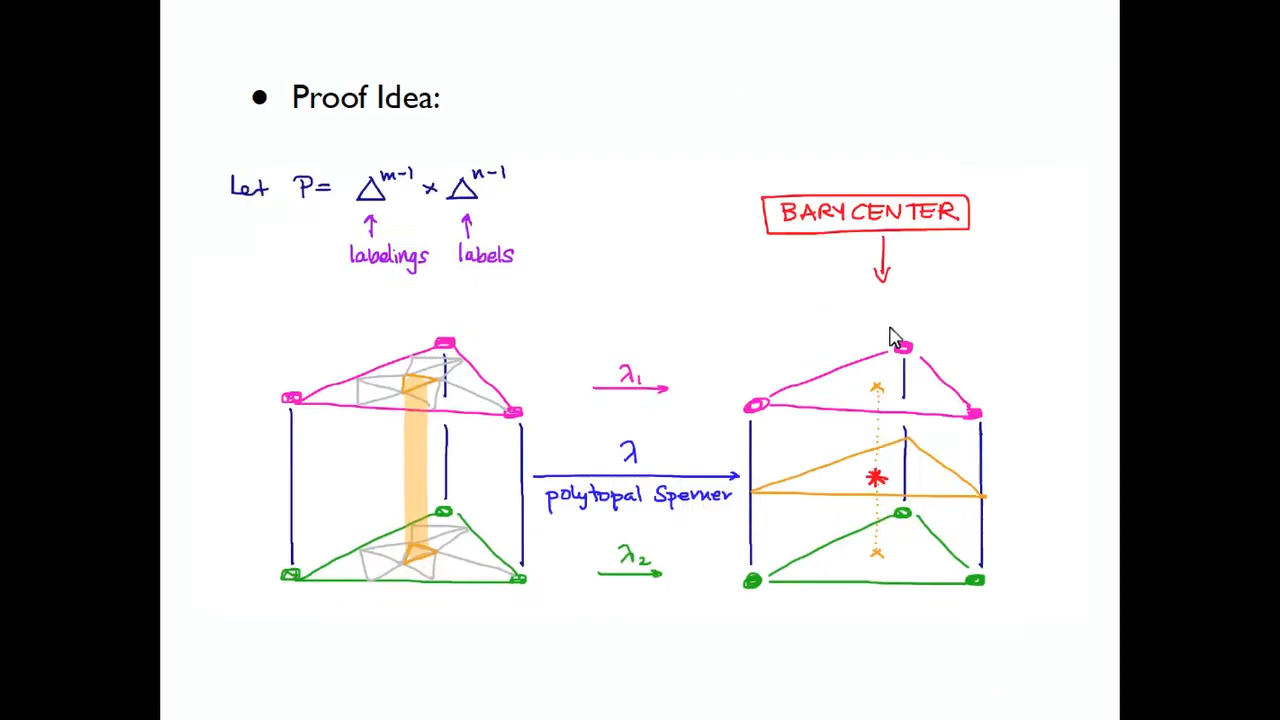 • Proof Idea:
Let P = Δ^{m-1} × Δ^{n-1}
labelings labels
BARYCENTER
λ₁
λ
polytopal Sperner
λ₂